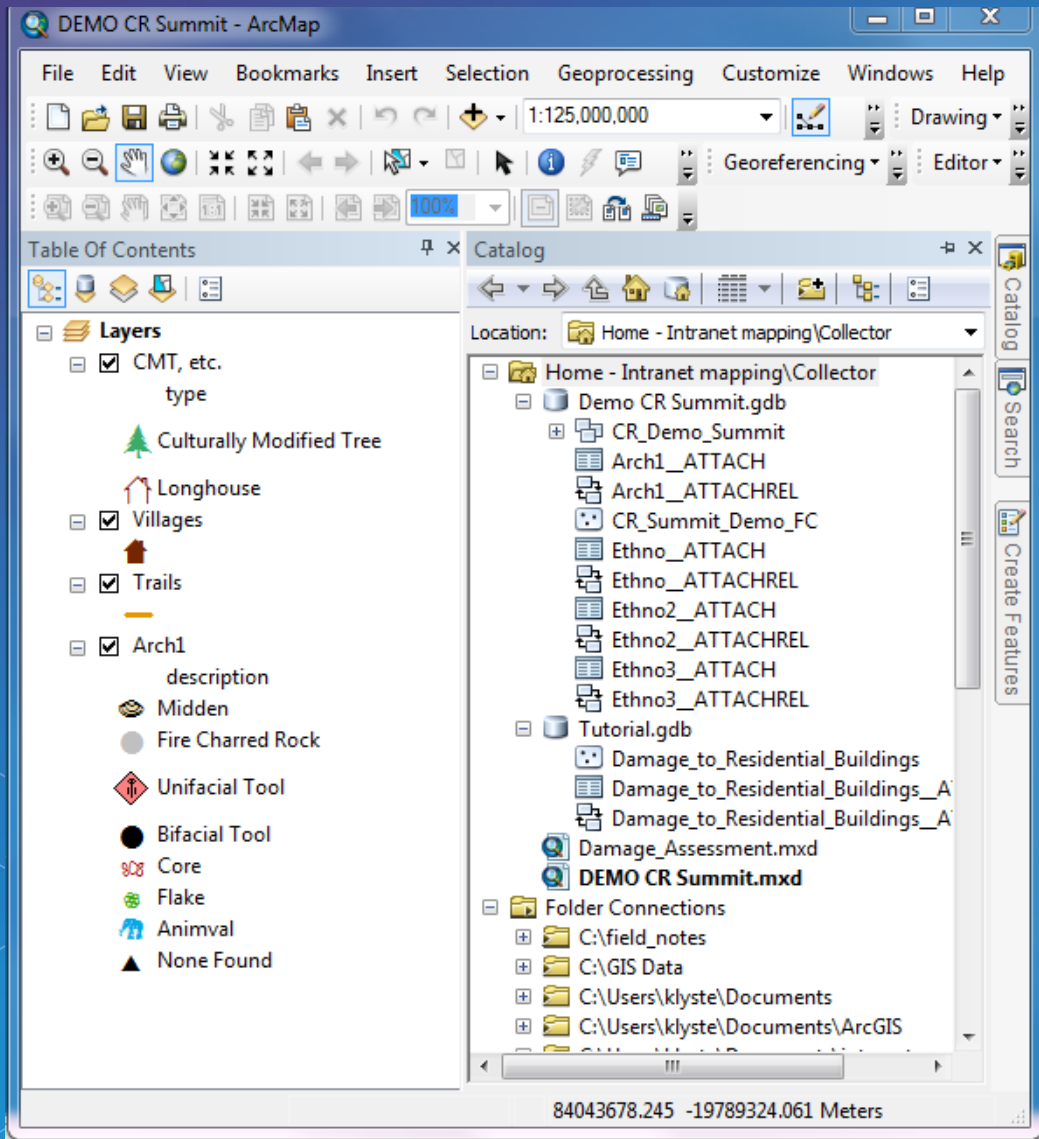 DEMO CR Summit - ArcMap
File Edit View Bookmarks Insert Selection Geoprocessing Customize Windows Help
1:125,000,000 Drawing
Georeferencing Editor
100%
Table Of Contents
Layers
CMT, etc.
type
Culturally Modified Tree
Longhouse
Villages
Trails
Arch1
description
Midden
Fire Charred Rock
Unifacial Tool
Bifacial Tool
Core
Flake
Animval
None Found
Catalog
Location: Home - Intranet mapping\Collector
Home - Intranet mapping\Collector
Demo CR Summit.gdb
CR_Demo_Summit
Arch1__ATTACH
Arch1__ATTACHREL
CR_Summit_Demo_FC
Ethno__ATTACH
Ethno__ATTACHREL
Ethno2__ATTACH
Ethno2__ATTACHREL
Ethno3__ATTACH
Ethno3__ATTACHREL
Tutorial.gdb
Damage_to_Residential_Buildings
Damage_to_Residential_Buildings__A
Damage_to_Residential_Buildings__A
Damage_Assessment.mxd
DEMO CR Summit.mxd
Folder Connections
C:\field_notes
C:\GIS Data
C:\Users\klyste\Documents
C:\Users\klyste\Documents\ArcGIS
Catalog
Search
Create Features
84043678.245 -19789324.061 Meters